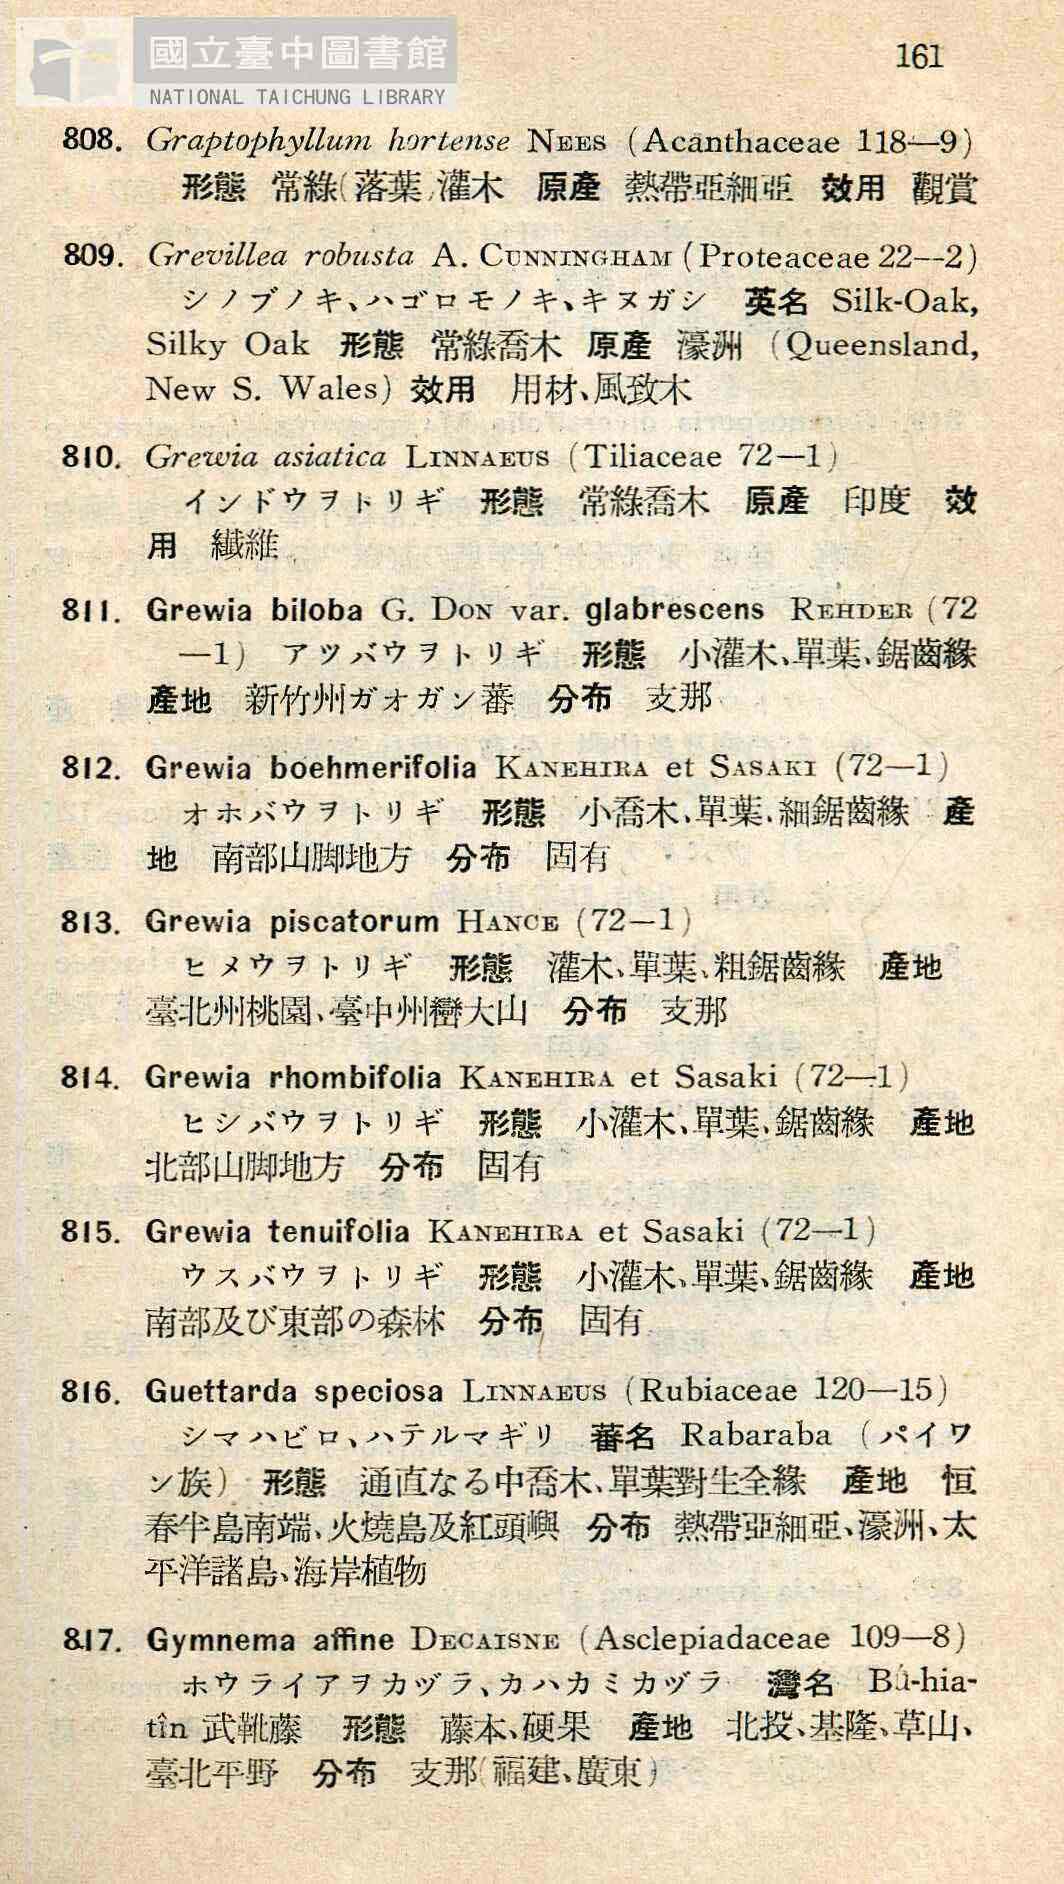 國立臺中圖書館
NATIONAL TAICHUNG LIBRARY
161
808. Graptophyllum hortense NEES (Acanthaceae 118—9)
形態 常綠(落葉)灌木 原產 熱帶亞細亞 效用 觀賞
809. Grevillea robusta A. CUNNINGHAM (Proteaceae 22—2)
シノブノキ、ハゴロモノキ、キヌガシ 英名 Silk-Oak,
Silky Oak 形態 常綠喬木 原產 濠洲 (Queensland,
New S. Wales) 效用 用材、風致木
810. Grewia asiatica LINNAEUS (Tiliaceae 72—1)
インドウヲトリギ 形態 常綠喬木 原產 印度 效
用 纎維
811. Grewia biloba G. DON var. glabrescens REHDER (72
—1) アツバウヲトリギ 形態 小灌木、單葉、鋸齒緣
產地 新竹州ガオガン蕃 分布 支那
812. Grewia boehmerifolia KANEHIRA et SASAKI (72—1)
オホバウヲトリギ 形態 小喬木、單葉、細鋸齒緣 產
地 南部山脚地方 分布 固有
813. Grewia piscatorum HANCE (72—1)
ヒメウヲトリギ 形態 灌木、單葉、粗鋸齒緣 產地
臺北州桃園、臺中州巒大山 分布 支那
814. Grewia rhombifolia KANEHIRA et Sasaki (72—1)
ヒシバウヲトリギ 形態 小灌木、單葉、鋸齒緣 產地
北部山脚地方 分布 固有
815. Grewia tenuifolia KANEHIRA et Sasaki (72—1)
ウスバウヲトリギ 形態 小灌木、單葉、鋸齒緣 產地
南部及び東部の森林 分布 固有
816. Guettarda speciosa LINNAEUS (Rubiaceae 120—15)
シマハビロ、ハテルマギリ 蕃名 Rabaraba (パイワ
ン族) 形態 通直なる中喬木、單葉對生全緣 產地 恒
春半島南端、火燒島及紅頭嶼 分布 熱帶亞細亞、濠洲、太
平洋諸島、海岸植物
817. Gymnema affine DECAISNE (Asclepiadaceae 109—8)
ホウライアヲカヅラ、カハカミカヅラ 灣名 Bú-hia-
tîn 武靴藤 形態 藤本、硬果 產地 北投、基隆、草山、
臺北平野 分布 支那(福建、廣東)